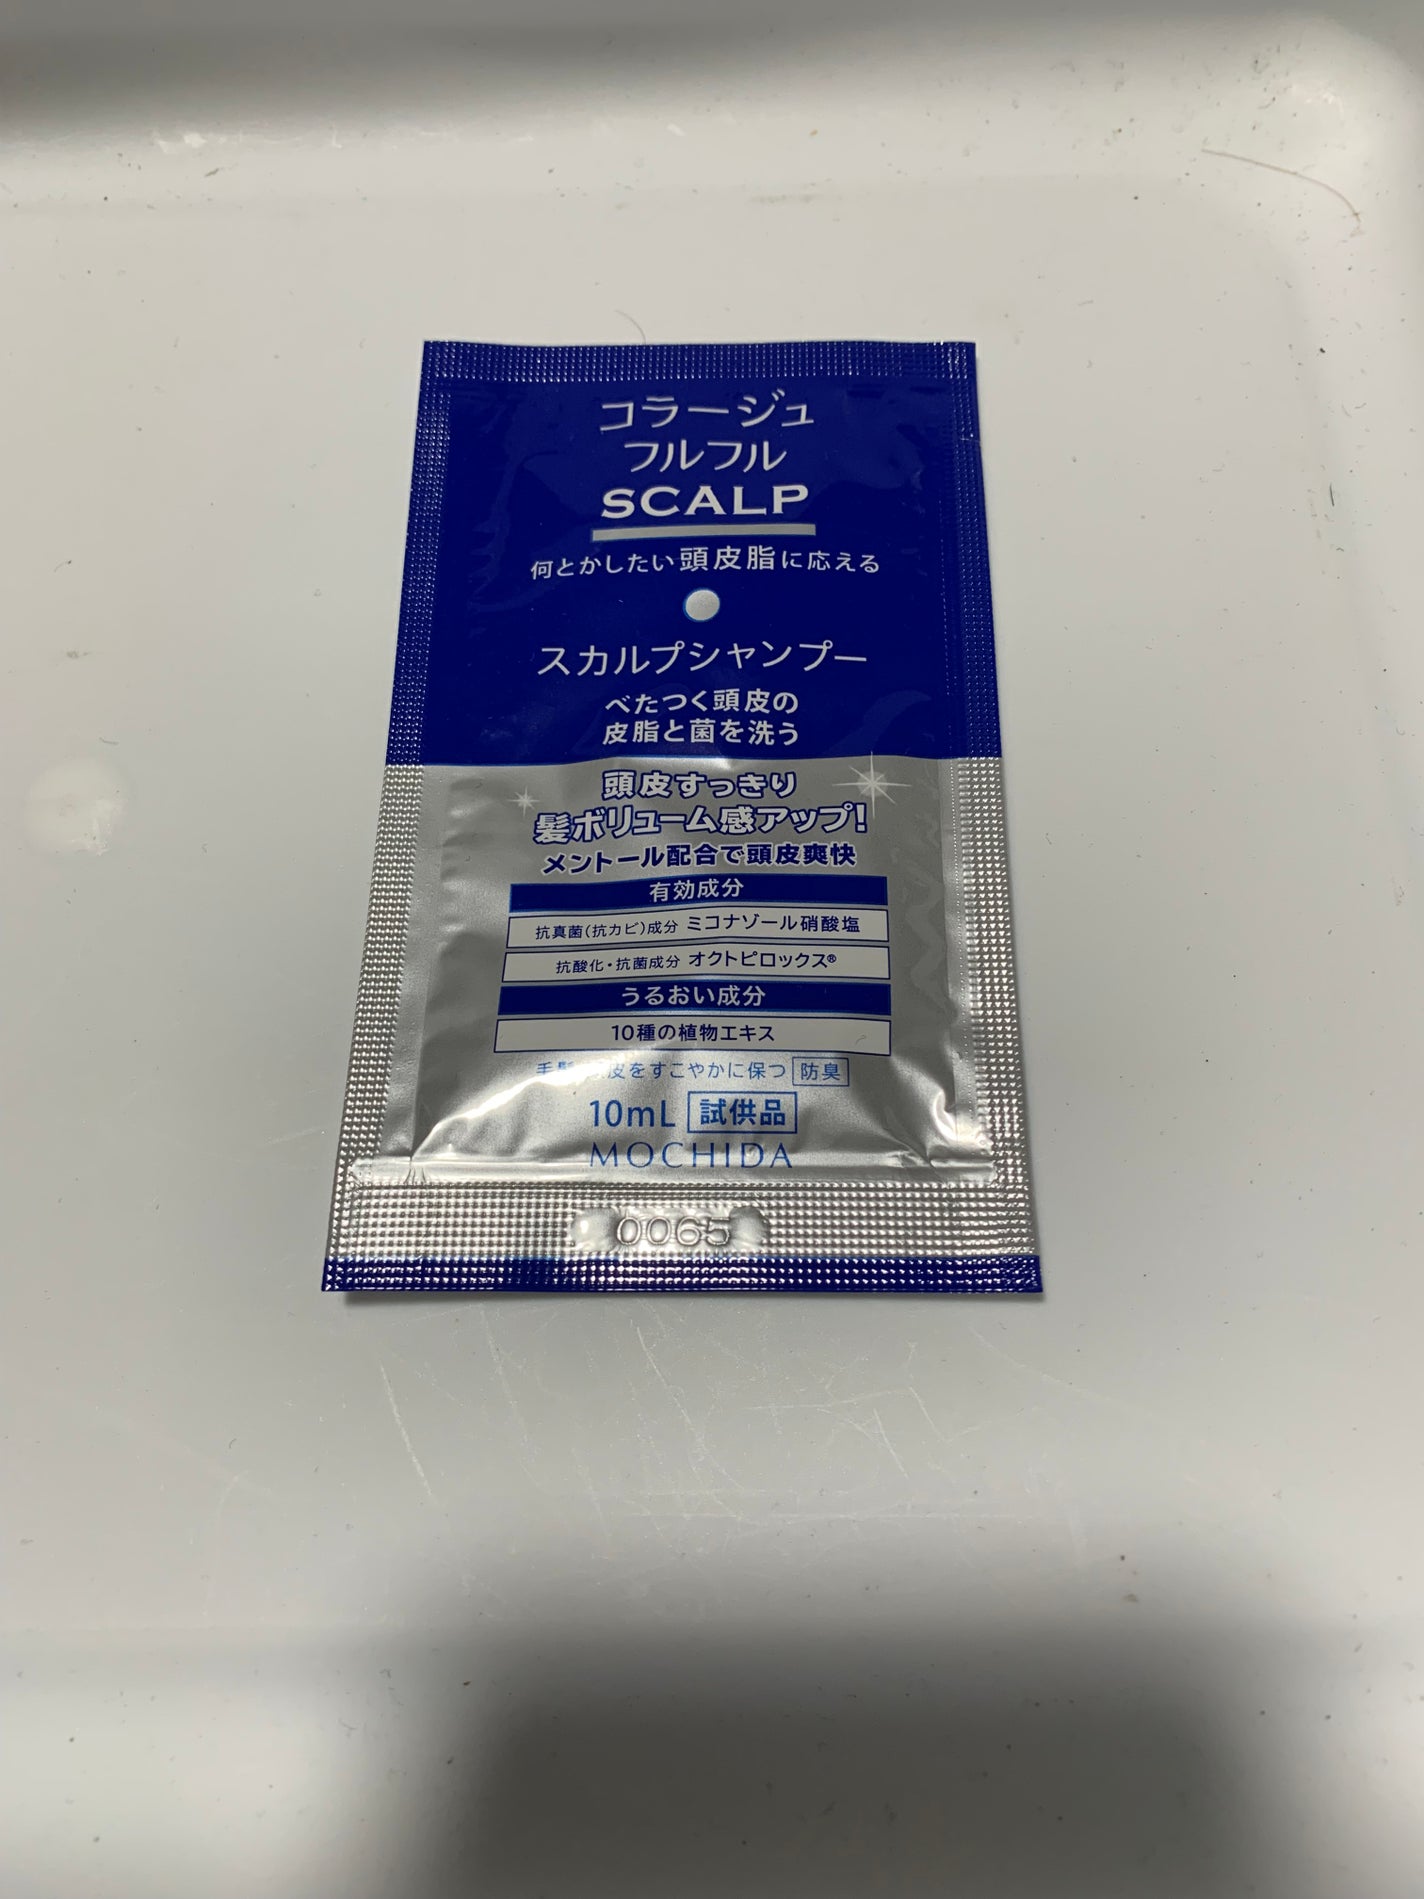 コラージュ
フルフル
SCALP
何とかしたい頭皮脂に応える
スカルプシャンプー
べたつく頭皮の
皮脂と菌を洗う
頭皮すっきり
髪ボリューム感アップ!
メントール配合で頭皮爽快
有効成分
抗真菌(抗カビ)成分 ミコナゾール硝酸塩
抗酸化・抗菌成分 オクトピロックス®
うるおい成分
10種の植物エキス
皮をすこやかに保つ 防臭
10mL 試供品
MOCHIDA
0065